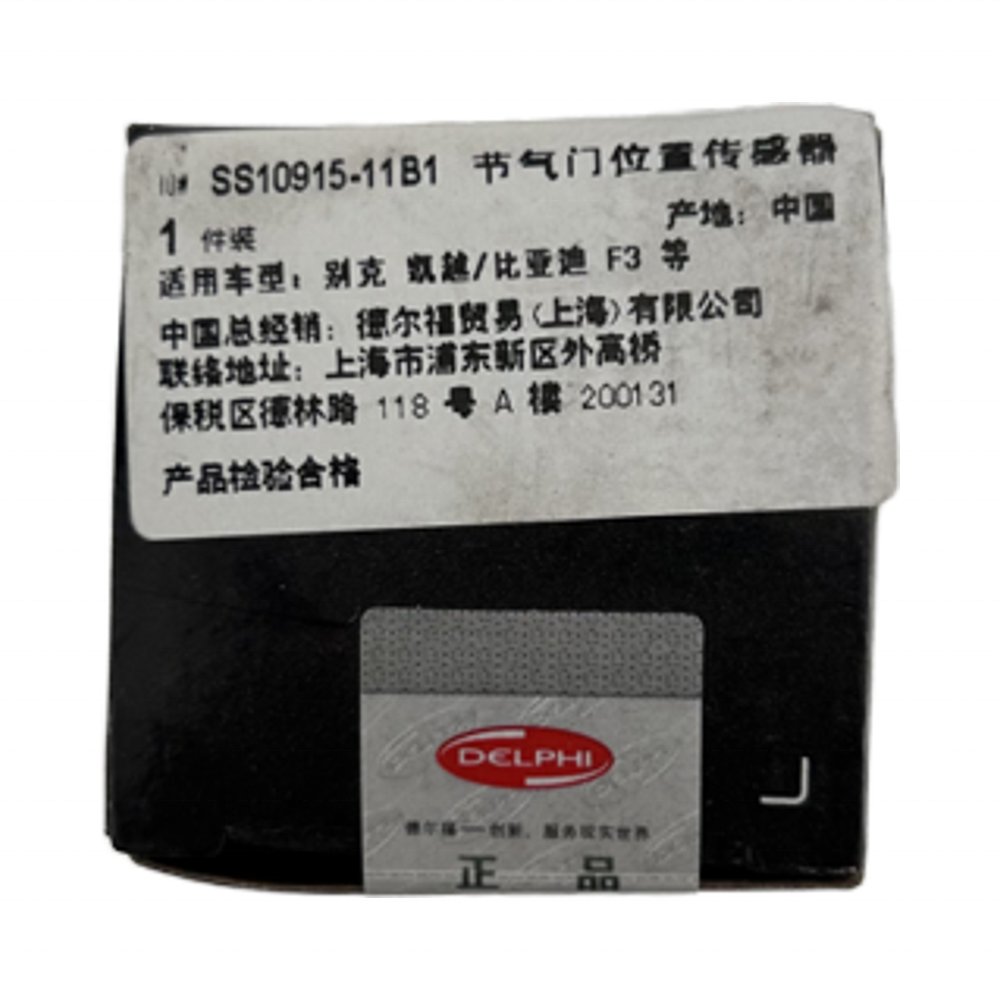 SS10915-11B1 节气门位置传感器
1 件装 产地：中国
适用车型：别克 凯越/比亚迪 F3 等
中国总经销：德尔福贸易(上海)有限公司
联络地址：上海市浦东新区外高桥
保税区德林路 118 号 A 楼 200131
产品检验合格
DELPHI
德尔福一创新，服务现实世界
正品